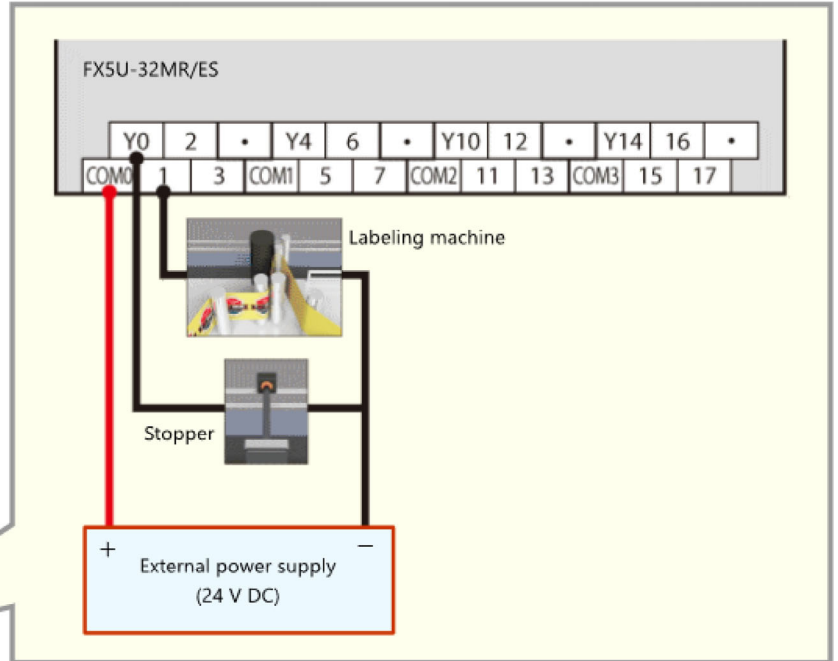 FX5U-32MR/ES
Y0 2 • Y4 6 • Y10 12 • Y14 16 •
COM0 1 3 COM1 5 7 COM2 11 13 COM3 15 17
Labeling machine
Stopper
+ −
External power supply
(24 V DC)